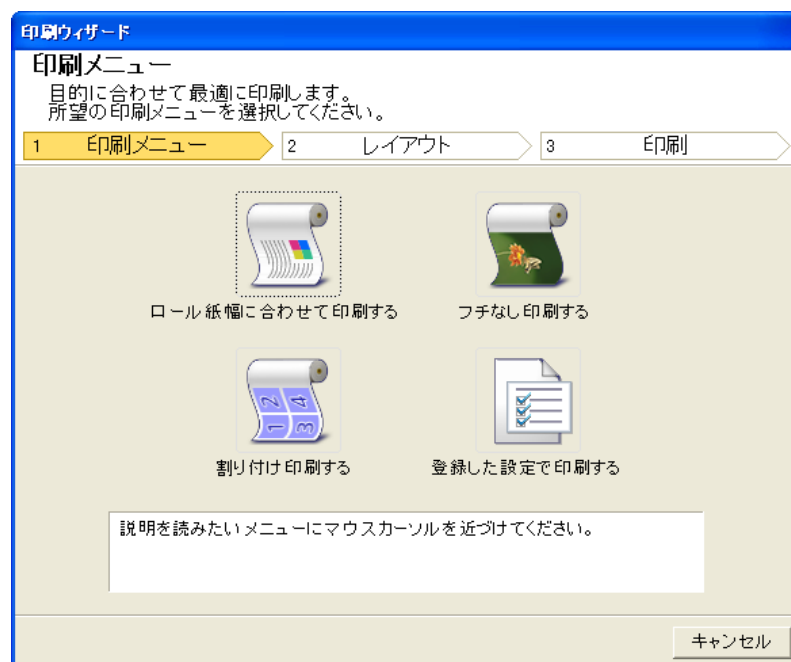 印刷ウィザード
印刷メニュー
目的に合わせて最適に印刷します。
所望の印刷メニューを選択してください。
1 印刷メニュー 2 レイアウト 3 印刷
ロール紙幅に合わせて印刷する フチなし印刷する
1 2 3 4
割り付け印刷する 登録した設定で印刷する
説明を読みたいメニューにマウスカーソルを近づけてください。
キャンセル